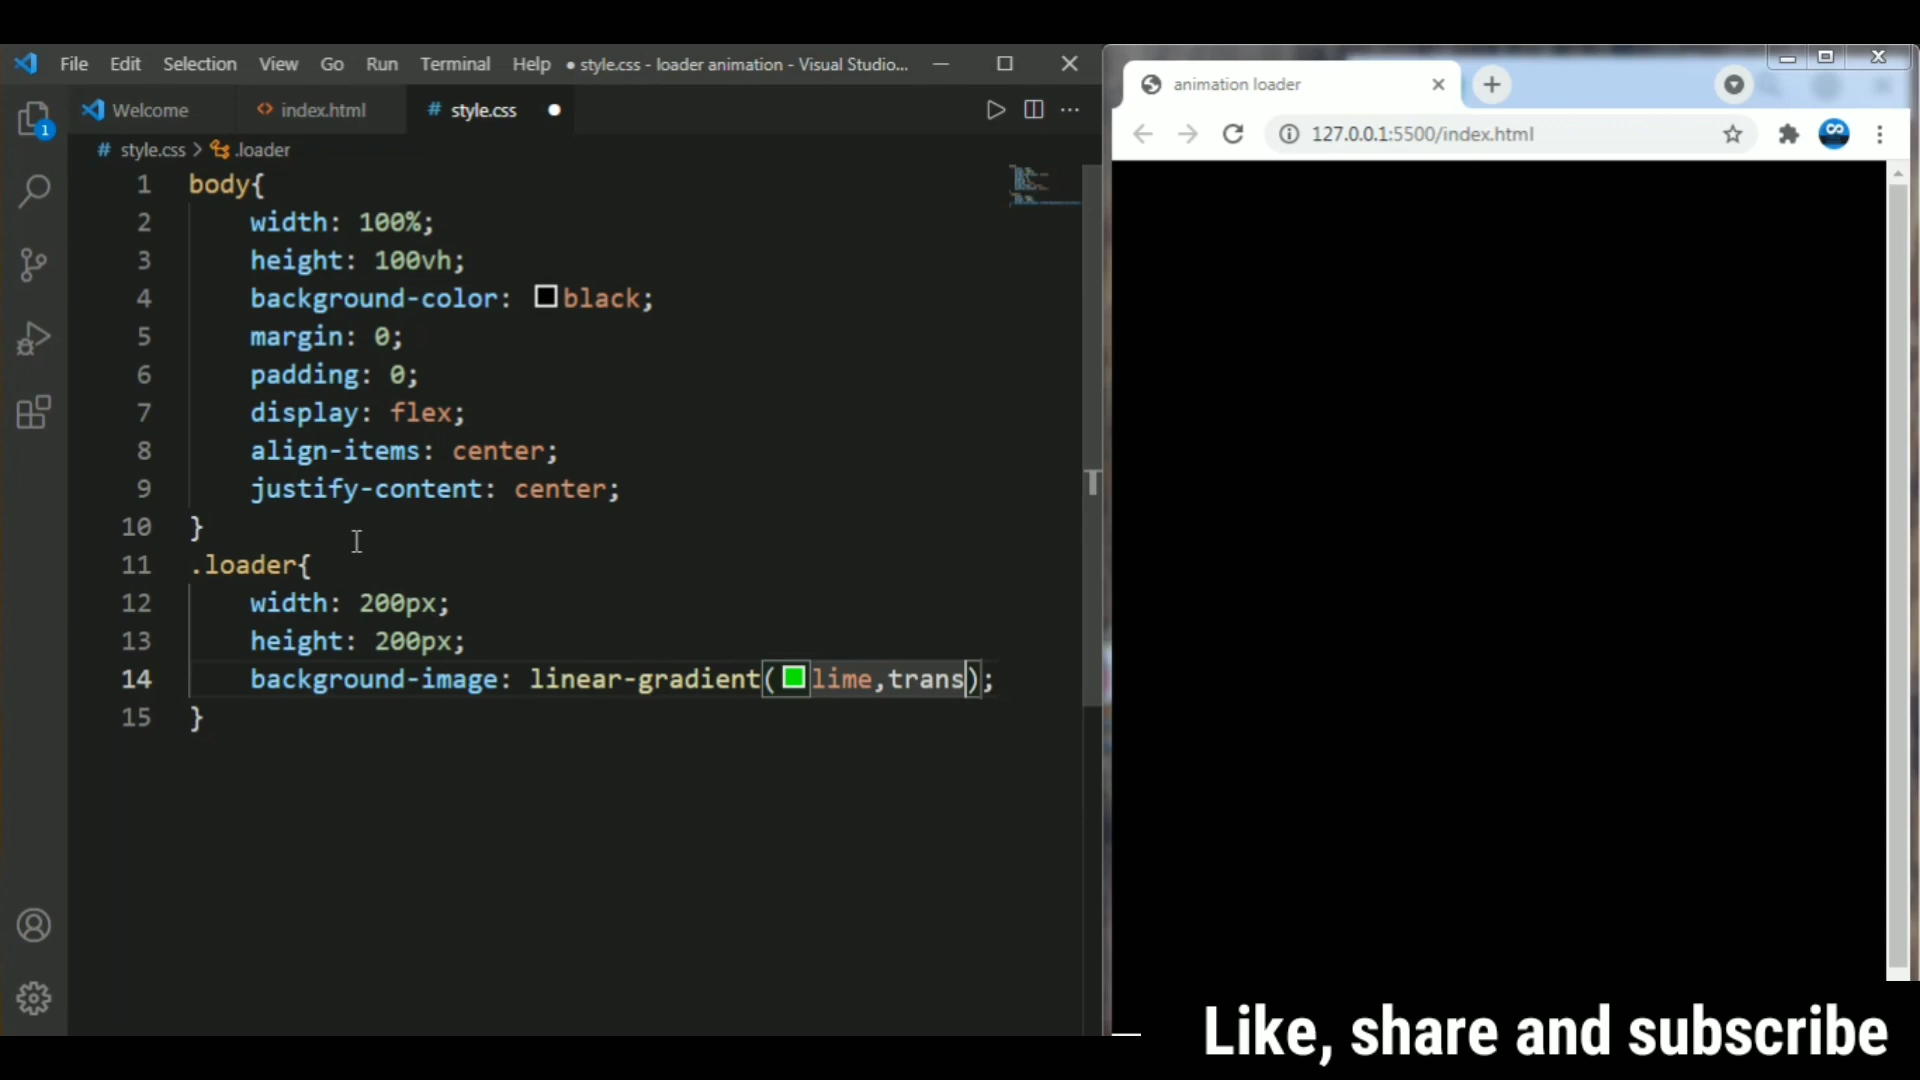 File Edit Selection View Go Run Terminal Help ● style.css - loader animation - Visual Studio...
Welcome index.html # style.css ●
# style.css > .loader
1 body{
2 width: 100%;
3 height: 100vh;
4 background-color: black;
5 margin: 0;
6 padding: 0;
7 display: flex;
8 align-items: center;
9 justify-content: center;
10 }
11 .loader{
12 width: 200px;
13 height: 200px;
14 background-image: linear-gradient(lime,trans);
15 }
1
T
animation loader
127.0.0.1:5500/index.html
Like, share and subscribe